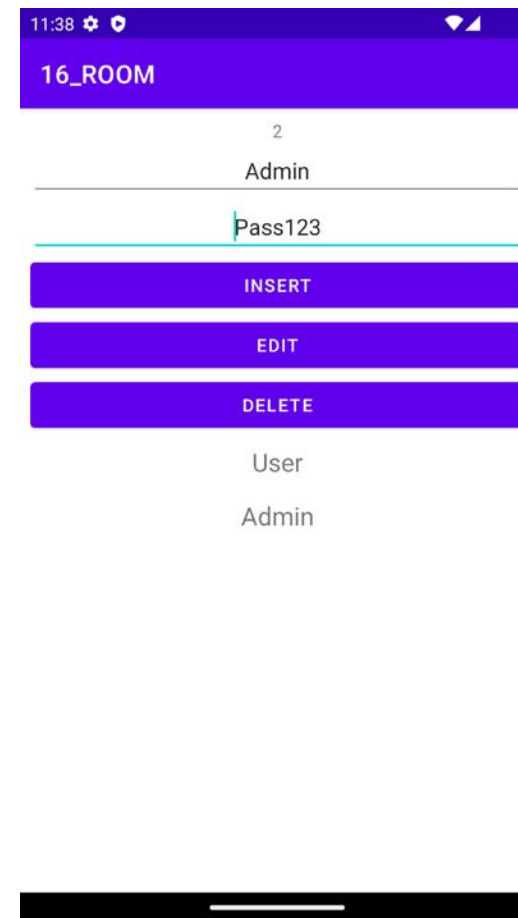 11:38
16_ROOM
2
Admin
Pass123
INSERT
EDIT
DELETE
User
Admin